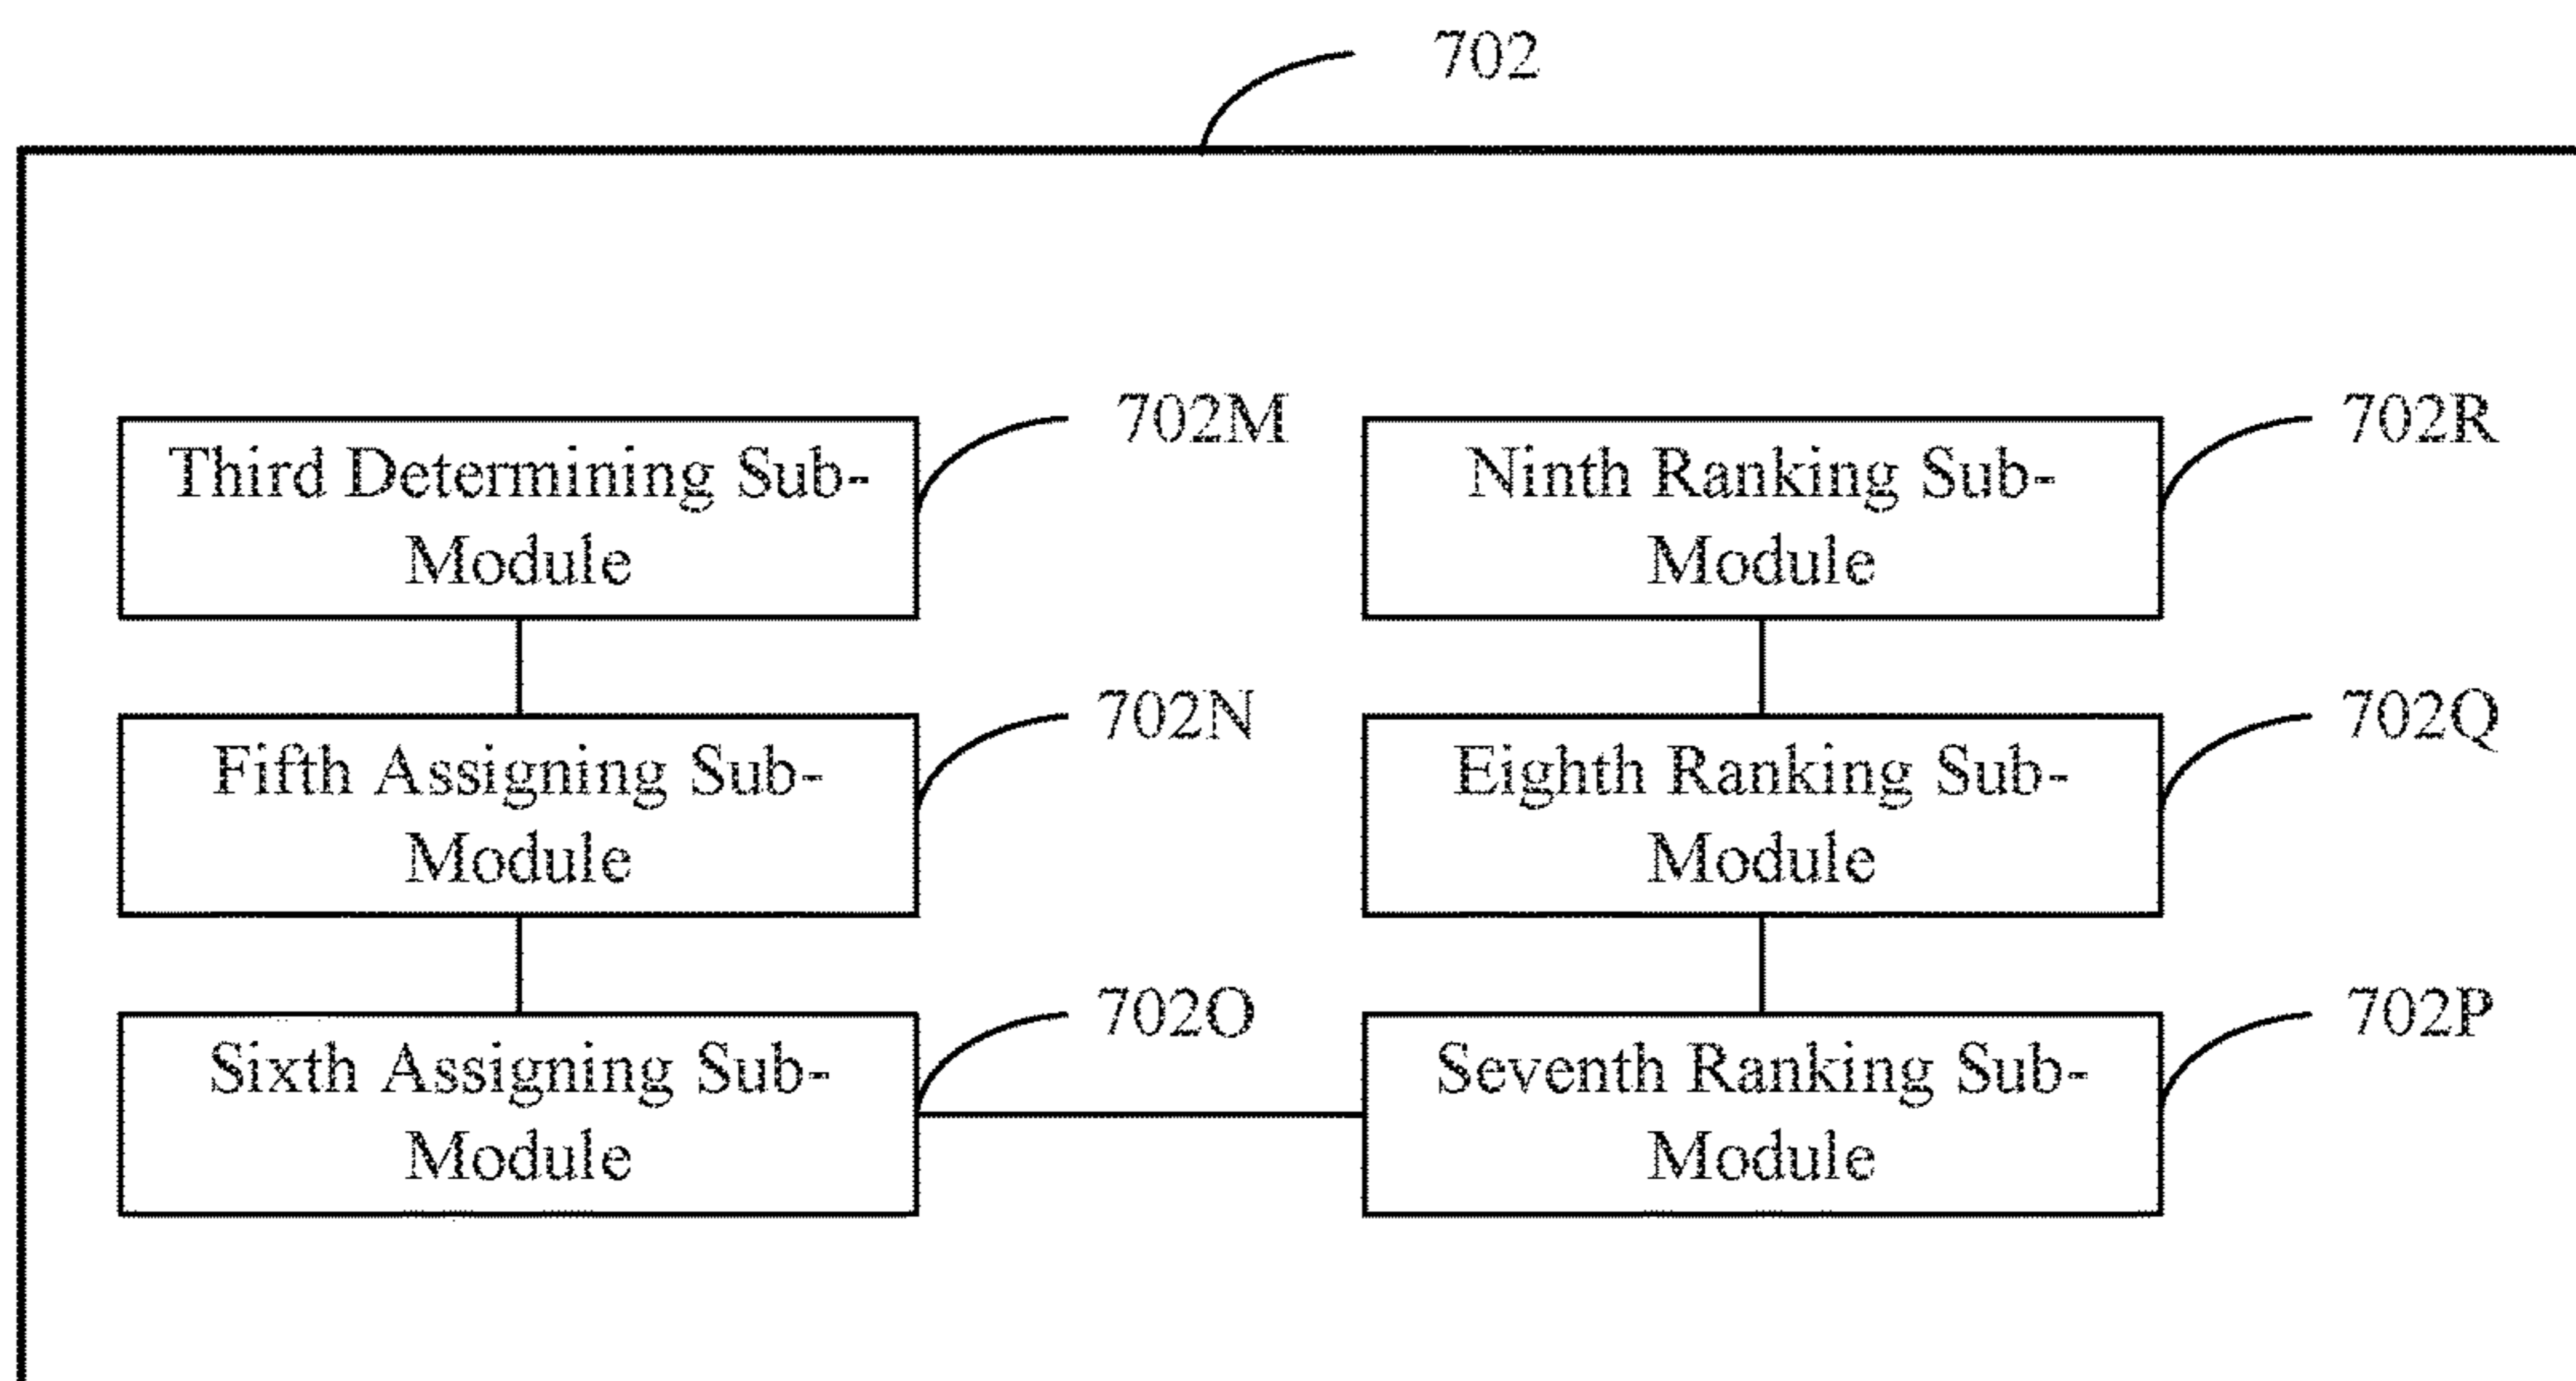 702
702M
Third Determining Sub-
Module
702N
Fifth Assigning Sub-
Module
702O
Sixth Assigning Sub-
Module
702R
Ninth Ranking Sub-
Module
702Q
Eighth Ranking Sub-
Module
702P
Seventh Ranking Sub-
Module